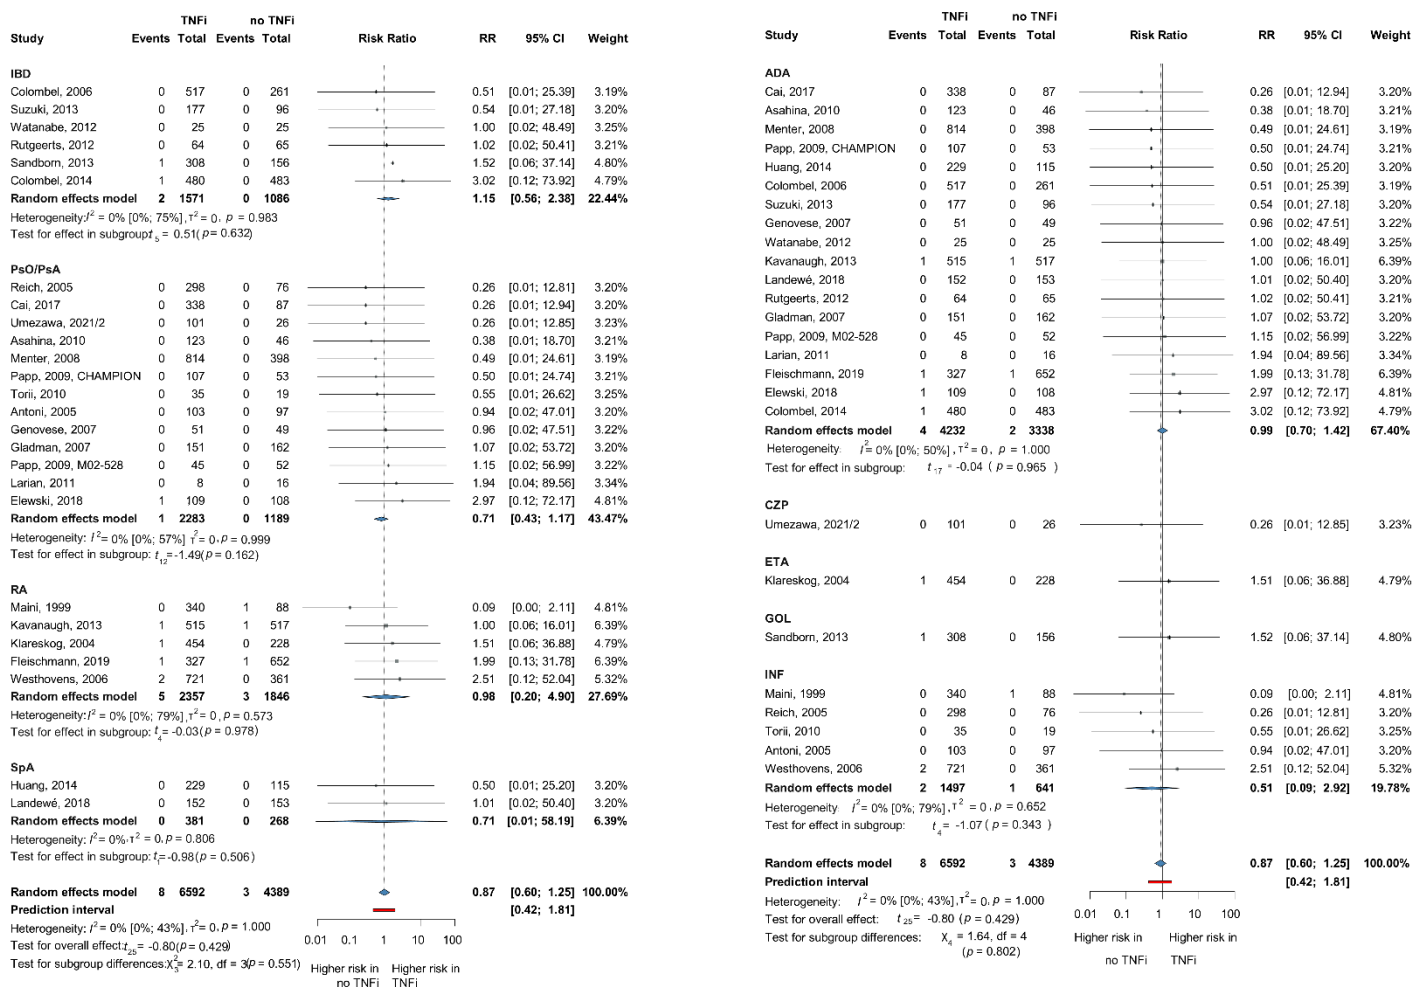 TNFi no TNFi
Study Events Total Events Total Risk Ratio RR 95% CI Weight
IBD
Colombel, 2006 0 517 0 261 0.51 [0.01; 25.39] 3.19%
Suzuki, 2013 0 177 0 96 0.54 [0.01; 27.18] 3.20%
Watanabe, 2012 0 25 0 25 1.00 [0.02; 48.49] 3.25%
Rutgeerts, 2012 0 64 0 65 1.02 [0.02; 50.41] 3.21%
Sandborn, 2013 1 308 0 156 1.52 [0.06; 37.14] 4.80%
Colombel, 2014 1 480 0 483 3.02 [0.12; 73.92] 4.79%
Random effects model 2 1571 0 1086 1.15 [0.56; 2.38] 22.44%
Heterogeneity: I² = 0% [0%; 75%], τ² = 0, p = 0.983
Test for effect in subgroup: t₅ = 0.51 (p = 0.632)
PsO/PsA
Reich, 2005 0 298 0 76 0.26 [0.01; 12.81] 3.20%
Cai, 2017 0 338 0 87 0.26 [0.01; 12.94] 3.20%
Umezawa, 2021/2 0 101 0 26 0.26 [0.01; 12.85] 3.23%
Asahina, 2010 0 123 0 46 0.38 [0.01; 18.70] 3.20%
Menter, 2008 0 814 0 398 0.49 [0.01; 24.61] 3.19%
Papp, 2009, CHAMPION 0 107 0 53 0.50 [0.01; 24.74] 3.21%
Torii, 2010 0 35 0 19 0.55 [0.01; 26.62] 3.25%
Antoni, 2005 0 103 0 97 0.94 [0.02; 47.01] 3.20%
Genovese, 2007 0 51 0 49 0.96 [0.02; 47.51] 3.21%
Gladman, 2007 0 151 0 162 1.07 [0.02; 53.72] 3.20%
Papp, 2009, M02-528 0 45 0 52 1.15 [0.02; 56.99] 3.22%
Larian, 2011 0 8 0 16 1.94 [0.04; 89.56] 3.34%
Elewski, 2018 1 109 0 108 2.97 [0.12; 72.17] 4.81%
Random effects model 1 2283 0 1189 0.71 [0.43; 1.17] 43.47%
Heterogeneity: I² = 0% [0%; 57%] τ² = 0, p = 0.999
Test for effect in subgroup: t₁₂ = -1.49 (p = 0.162)
RA
Maini, 1999 0 340 1 88 0.09 [0.00; 2.11] 4.81%
Kavanaugh, 2013 1 515 1 517 1.00 [0.06; 16.01] 6.39%
Klareskog, 2004 1 454 0 228 1.51 [0.06; 36.88] 4.79%
Fleischmann, 2019 1 327 1 652 1.99 [0.13; 31.78] 6.39%
Westhovens, 2006 2 721 0 361 2.51 [0.12; 52.04] 5.32%
Random effects model 5 2357 3 1846 0.98 [0.20; 4.90] 27.69%
Heterogeneity: I² = 0% [0%; 79%], τ² = 0, p = 0.573
Test for effect in subgroup: t₄ = -0.03 (p = 0.978)
SpA
Huang, 2014 0 229 0 115 0.50 [0.01; 25.20] 3.20%
Landewé, 2018 0 152 0 153 1.01 [0.02; 50.40] 3.20%
Random effects model 0 381 0 268 0.71 [0.01; 58.19] 6.39%
Heterogeneity: I² = 0%, τ² = 0, p = 0.806
Test for effect in subgroup: t₁ = -0.98 (p = 0.506)
Random effects model 8 6592 3 4389 0.87 [0.60; 1.25] 100.00%
Prediction interval [0.42; 1.81]
Heterogeneity: I² = 0% [0%; 43%], τ² = 0, p = 1.000
Test for overall effect: t₂₅ = -0.80 (p = 0.429)
Test for subgroup differences: χ²₃ = 2.10, df = 3 (p = 0.551)
0.01 0.1 1 10 100
Higher risk in Higher risk in
no TNFi TNFi
TNFi no TNFi
Study Events Total Events Total Risk Ratio RR 95% CI Weight
ADA
Cai, 2017 0 338 0 87 0.26 [0.01; 12.94] 3.20%
Asahina, 2010 0 123 0 46 0.38 [0.01; 18.70] 3.20%
Menter, 2008 0 814 0 398 0.49 [0.01; 24.61] 3.19%
Papp, 2009, CHAMPION 0 107 0 53 0.50 [0.01; 24.74] 3.21%
Huang, 2014 0 229 0 115 0.50 [0.01; 25.20] 3.20%
Colombel, 2006 0 517 0 261 0.51 [0.01; 25.39] 3.19%
Suzuki, 2013 0 177 0 96 0.54 [0.01; 27.18] 3.20%
Genovese, 2007 0 51 0 49 0.96 [0.02; 47.51] 3.21%
Watanabe, 2012 0 25 0 25 1.00 [0.02; 48.49] 3.25%
Kavanaugh, 2013 1 515 1 517 1.00 [0.06; 16.01] 6.39%
Landewé, 2018 0 152 0 153 1.01 [0.02; 50.40] 3.20%
Rutgeerts, 2012 0 64 0 65 1.02 [0.02; 50.41] 3.21%
Gladman, 2007 0 151 0 162 1.07 [0.02; 53.72] 3.20%
Papp, 2009, M02-528 0 45 0 52 1.15 [0.02; 56.99] 3.22%
Larian, 2011 0 8 0 16 1.94 [0.04; 89.56] 3.34%
Fleischmann, 2019 1 327 1 652 1.99 [0.13; 31.78] 6.39%
Elewski, 2018 1 109 0 108 2.97 [0.12; 72.17] 4.81%
Colombel, 2014 1 480 0 483 3.02 [0.12; 73.92] 4.79%
Random effects model 4 4232 2 3338 0.99 [0.70; 1.42] 67.40%
Heterogeneity: I² = 0% [0%; 50%], τ² = 0, p = 1.000
Test for effect in subgroup: t₁₇ = -0.04 (p = 0.965)
CZP
Umezawa, 2021/2 0 101 0 26 0.26 [0.01; 12.85] 3.23%
ETA
Klareskog, 2004 1 454 0 228 1.51 [0.06; 36.88] 4.79%
GOL
Sandborn, 2013 1 308 0 156 1.52 [0.06; 37.14] 4.80%
INF
Maini, 1999 0 340 1 88 0.09 [0.00; 2.11] 4.81%
Reich, 2005 0 298 0 76 0.26 [0.01; 12.81] 3.20%
Torii, 2010 0 35 0 19 0.55 [0.01; 26.62] 3.25%
Antoni, 2005 0 103 0 97 0.94 [0.02; 47.01] 3.20%
Westhovens, 2006 2 721 0 361 2.51 [0.12; 52.04] 5.32%
Random effects model 2 1497 1 641 0.51 [0.09; 2.92] 19.78%
Heterogeneity: I² = 0% [0%; 79%], τ² = 0, p = 0.652
Test for effect in subgroup: t₄ = -1.07 (p = 0.343)
Random effects model 8 6592 3 4389 0.87 [0.60; 1.25] 100.00%
Prediction interval [0.42; 1.81]
Heterogeneity: I² = 0% [0%; 43%], τ² = 0, p = 1.000
Test for overall effect: t₂₅ = -0.80 (p = 0.429)
Test for subgroup differences: χ₄ = 1.64, df = 4
(p = 0.802)
0.01 0.1 1 10 100
Higher risk in Higher risk in
no TNFi TNFi